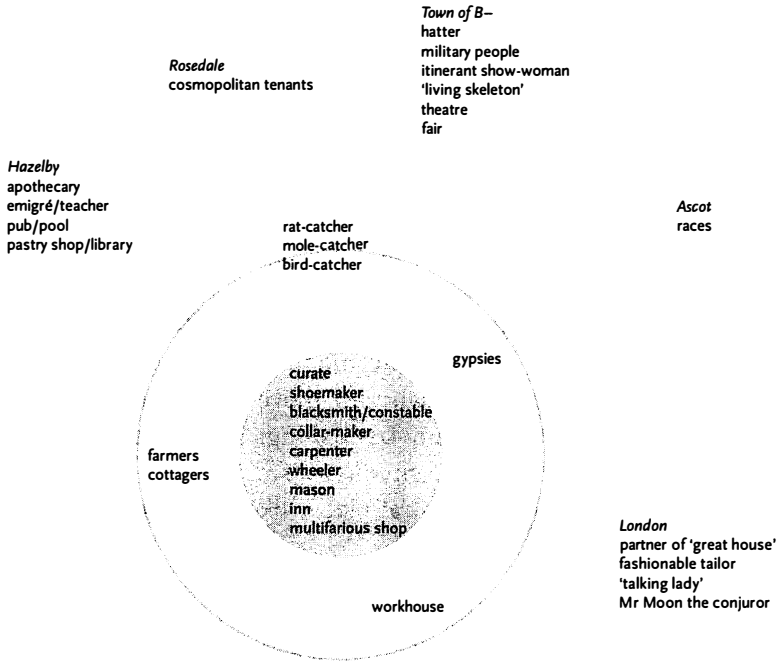 Town of B–
hatter
military people
itinerant show-woman
'living skeleton'
theatre
fair
Rosedale
cosmopolitan tenants
Hazelby
apothecary
emigré/teacher
pub/pool
pastry shop/library
Ascot
races
rat-catcher
mole-catcher
bird-catcher
gypsies
curate
shoemaker
blacksmith/constable
collar-maker
carpenter
wheeler
mason
inn
multifarious shop
farmers
cottagers
workhouse
London
partner of 'great house'
fashionable tailor
'talking lady'
Mr Moon the conjuror